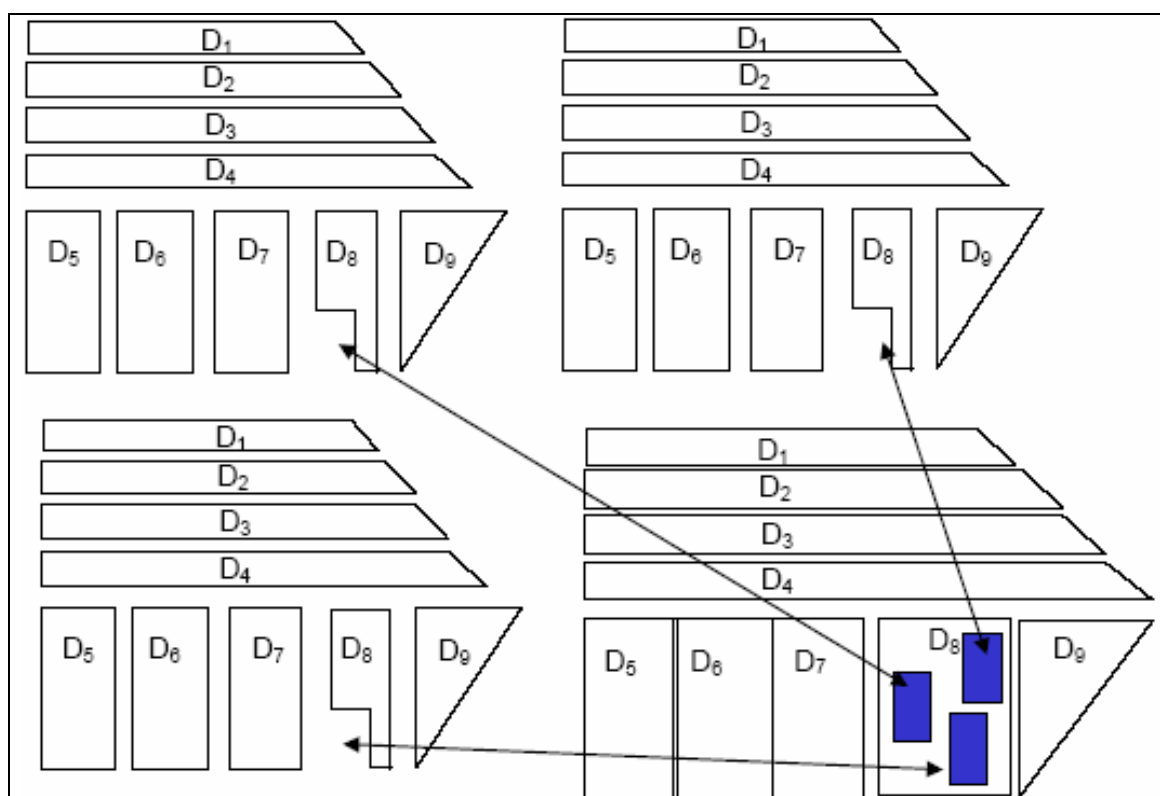 D₁
D₂
D₃
D₄
D₅ D₆ D₇ D₈ D₉
D₁
D₂
D₃
D₄
D₅ D₆ D₇ D₈ D₉
D₁
D₂
D₃
D₄
D₅ D₆ D₇ D₈ D₉
D₁
D₂
D₃
D₄
D₅ D₆ D₇ D₈ D₉